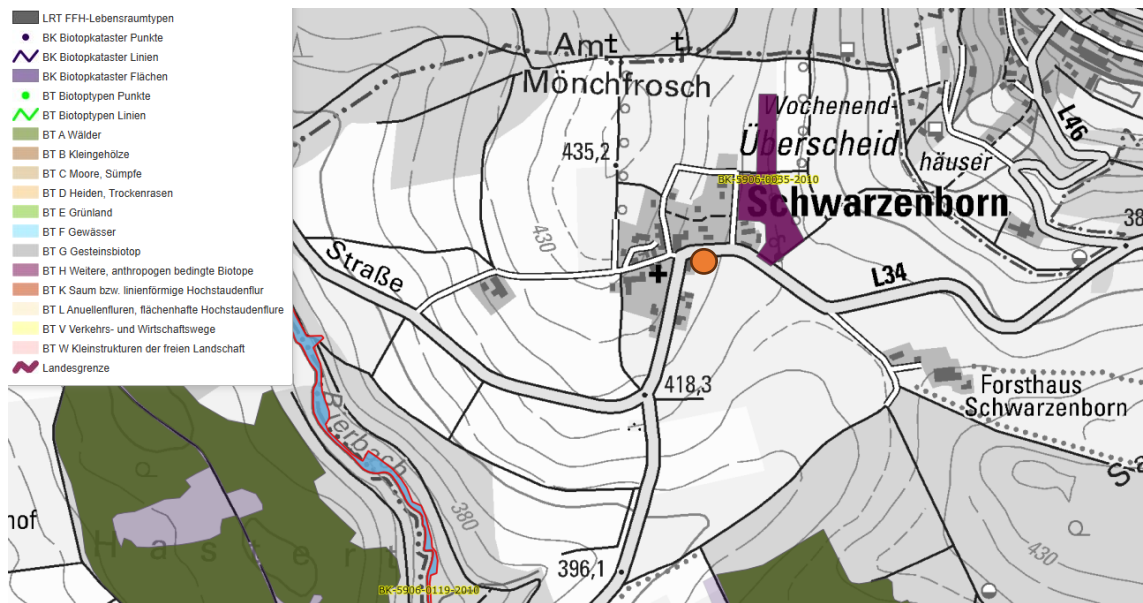 LRT FFH-Lebensraumtypen
BK Biotopkataster Punkte
BK Biotopkataster Linien
BK Biotopkataster Flächen
BT Biotoptypen Punkte
BT Biotoptypen Linien
BT A Wälder
BT B Kleingehölze
BT C Moore, Sümpfe
BT D Heiden, Trockenrasen
BT E Grünland
BT F Gewässer
BT G Gesteinsbiotop
BT H Weitere, anthropogen bedingte Biotope
BT K Saum bzw. linienförmige Hochstaudenflur
BT L Anuellenfluren, flächenhafte Hochstaudenflure
BT V Verkehrs- und Wirtschaftswege
BT W Kleinstrukturen der freien Landschaft
Landesgrenze
Am
Mönchfrosch
Wochenend-
Überscheid
häuser
L46
435,2
BK-5906-0035-2010
Schwarzenborn
430
38
Straße
L34
418,3
Forsthaus
Schwarzenborn
Bierbach
380
S
hof
Hastert
430
396,1
BK-5906-0119-2010